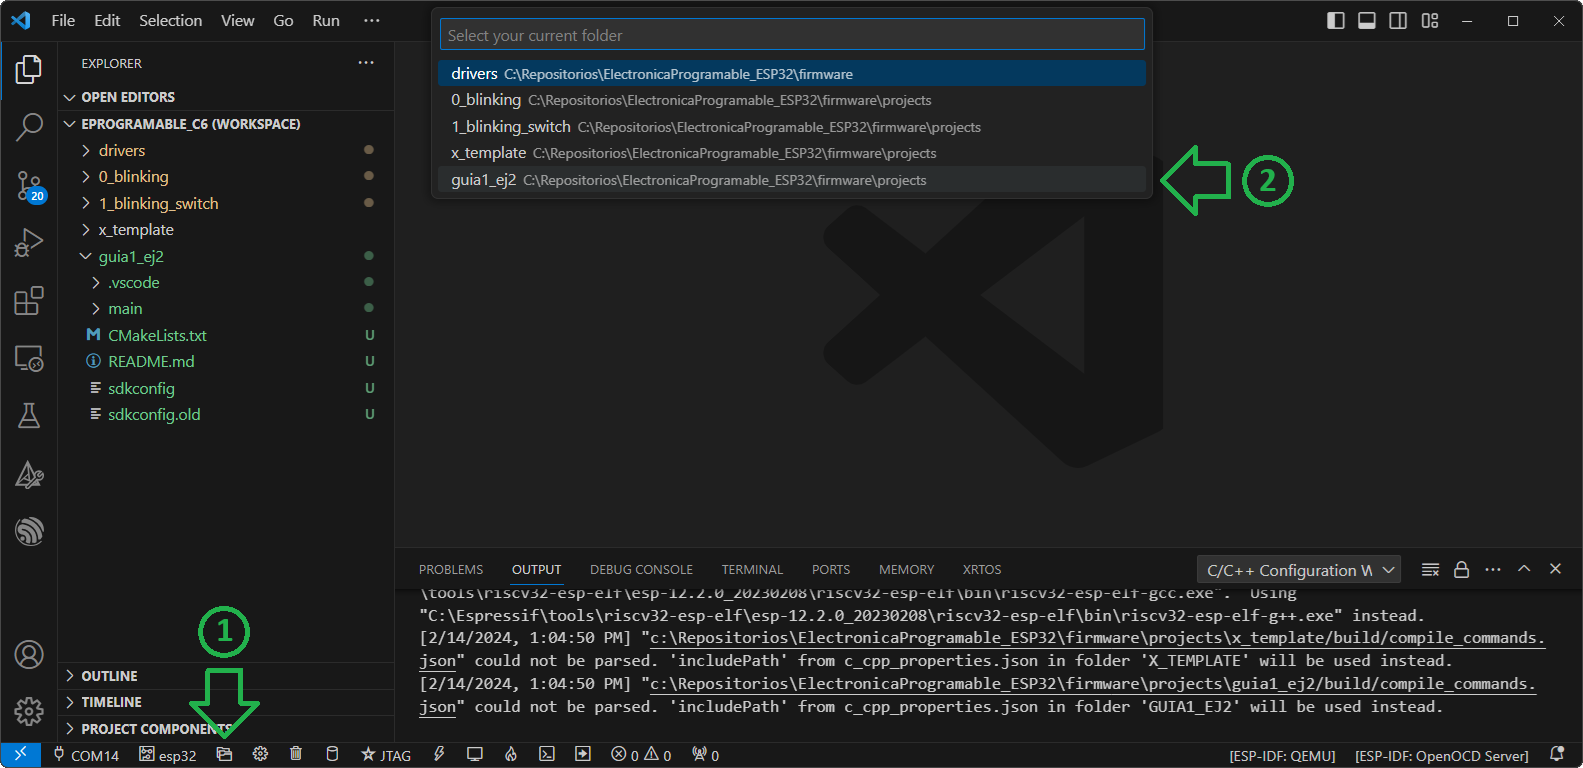 File Edit Selection View Go Run ···
Select your current folder
drivers C:\Repositorios\ElectronicaProgramable_ESP32\firmware
0_blinking C:\Repositorios\ElectronicaProgramable_ESP32\firmware\projects
1_blinking_switch C:\Repositorios\ElectronicaProgramable_ESP32\firmware\projects
x_template C:\Repositorios\ElectronicaProgramable_ESP32\firmware\projects
guia1_ej2 C:\Repositorios\ElectronicaProgramable_ESP32\firmware\projects
2
EXPLORER
OPEN EDITORS
EPROGRAMABLE_C6 (WORKSPACE)
drivers
0_blinking
1_blinking_switch
x_template
guia1_ej2
.vscode
main
CMakeLists.txt U
README.md U
sdkconfig U
sdkconfig.old U
20
1
OUTLINE
TIMELINE
PROJECT COMPONENTS
PROBLEMS OUTPUT DEBUG CONSOLE TERMINAL PORTS MEMORY XRTOS
C/C++ Configuration W
\tools\riscv32-esp-elf\esp-12.2.0_20230208\riscv32-esp-elf\bin\riscv32-esp-elf-gcc.exe". Using
"C:\Espressif\tools\riscv32-esp-elf\esp-12.2.0_20230208\riscv32-esp-elf\bin\riscv32-esp-elf-g++.exe" instead.
[2/14/2024, 1:04:50 PM] "c:\Repositorios\ElectronicaProgramable_ESP32\firmware\projects\x_template/build/compile_commands.
json" could not be parsed. 'includePath' from c_cpp_properties.json in folder 'X_TEMPLATE' will be used instead.
[2/14/2024, 1:04:50 PM] "c:\Repositorios\ElectronicaProgramable_ESP32\firmware\projects\guia1_ej2/build/compile_commands.
json" could not be parsed. 'includePath' from c_cpp_properties.json in folder 'GUIA1_EJ2' will be used instead.
COM14 esp32 JTAG 0 0 0 [ESP-IDF: QEMU] [ESP-IDF: OpenOCD Server]